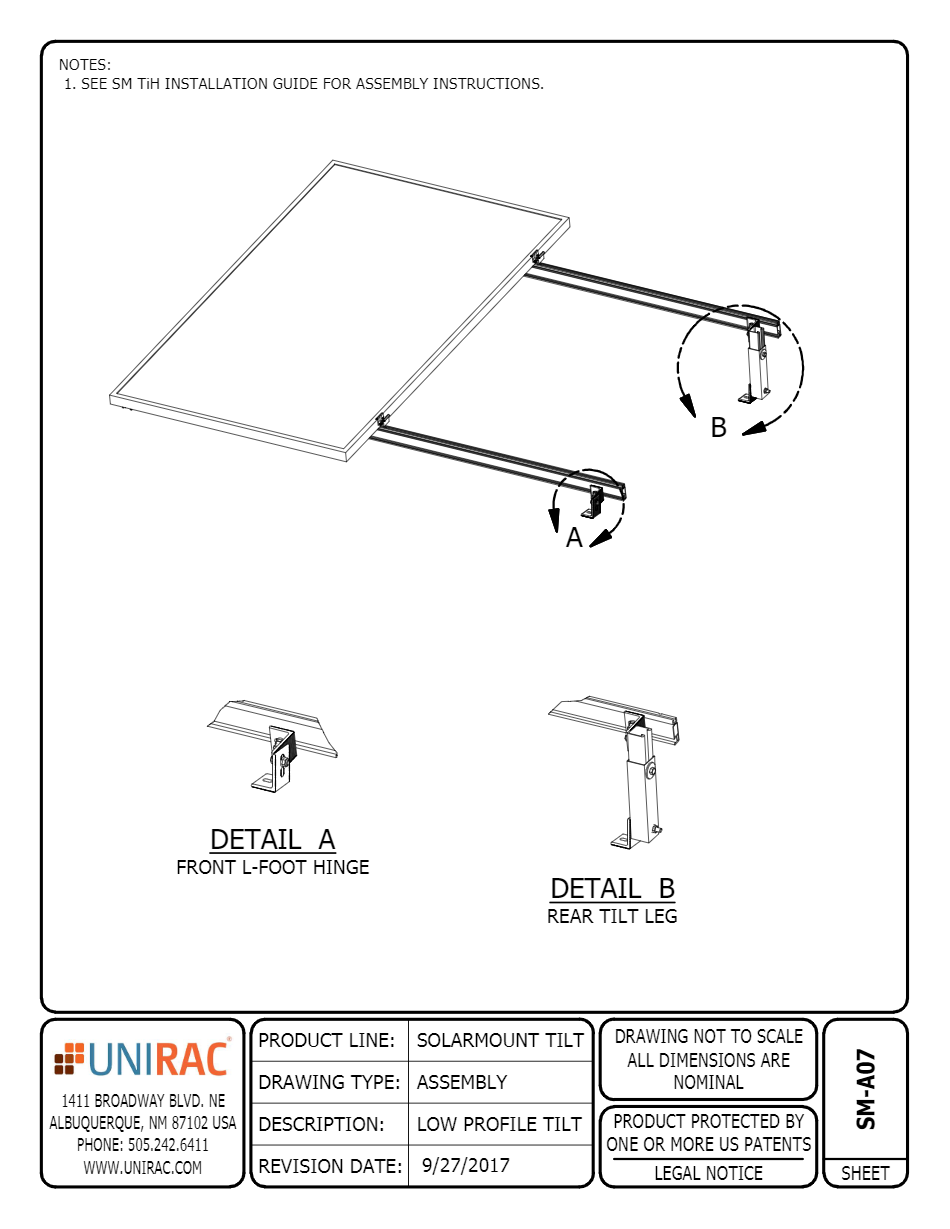 NOTES:
1. SEE SM TiH INSTALLATION GUIDE FOR ASSEMBLY INSTRUCTIONS.
B
A
DETAIL A
FRONT L-FOOT HINGE
DETAIL B
REAR TILT LEG
UNIRAC®
1411 BROADWAY BLVD. NE
ALBUQUERQUE, NM 87102 USA
PHONE: 505.242.6411
WWW.UNIRAC.COM
PRODUCT LINE: SOLARMOUNT TILT
DRAWING TYPE: ASSEMBLY
DESCRIPTION: LOW PROFILE TILT
REVISION DATE: 9/27/2017
DRAWING NOT TO SCALE
ALL DIMENSIONS ARE
NOMINAL
PRODUCT PROTECTED BY
ONE OR MORE US PATENTS
LEGAL NOTICE
SM-A07
SHEET